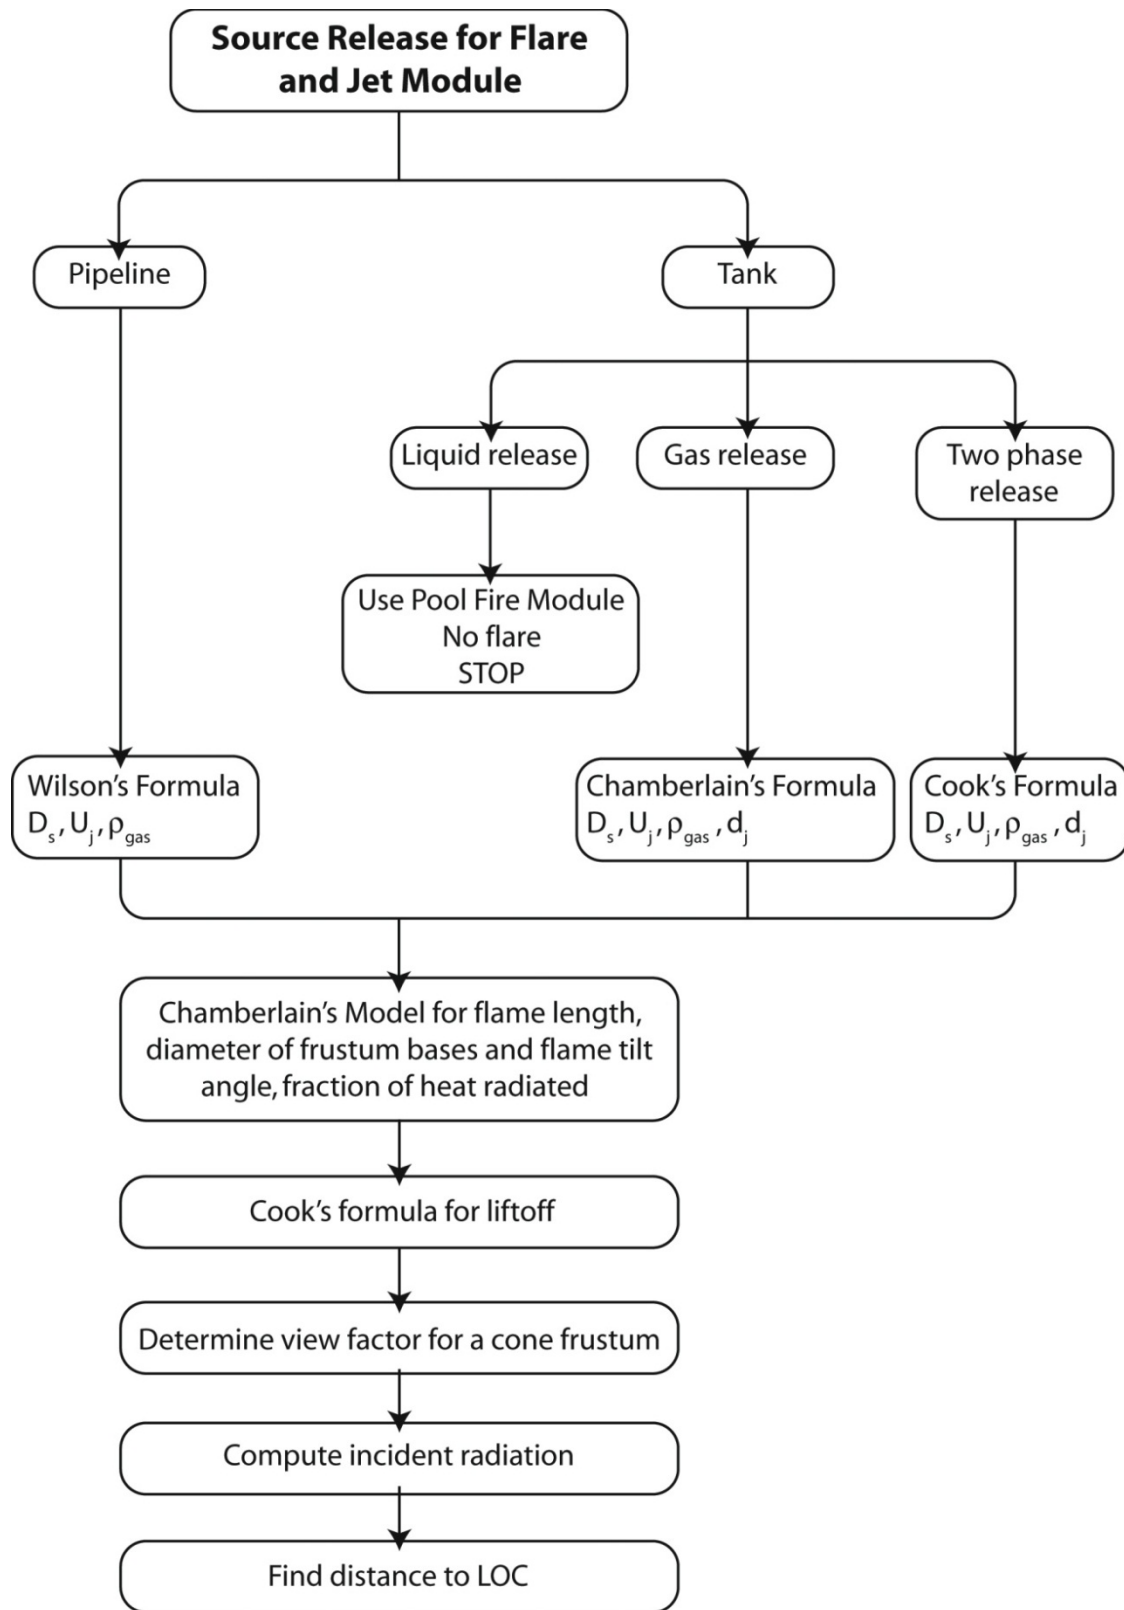 Source Release for Flare
and Jet Module
Pipeline
Tank
Liquid release
Gas release
Two phase
release
Use Pool Fire Module
No flare
STOP
Wilson’s Formula
Dₛ, Uⱼ, ρ_gas
Chamberlain’s Formula
Dₛ, Uⱼ, ρ_gas, dⱼ
Cook’s Formula
Dₛ, Uⱼ, ρ_gas, dⱼ
Chamberlain’s Model for flame length,
diameter of frustum bases and flame tilt
angle, fraction of heat radiated
Cook’s formula for liftoff
Determine view factor for a cone frustum
Compute incident radiation
Find distance to LOC